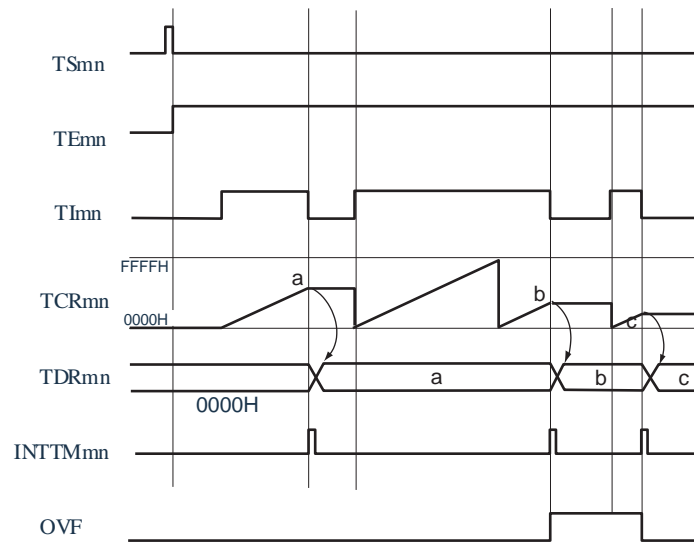 TSmn
TEmn
TImn
FFFFH
a
b
TCRmn
0000H
c
TDRmn
a
b
c
0000H
INTTMmn
OVF